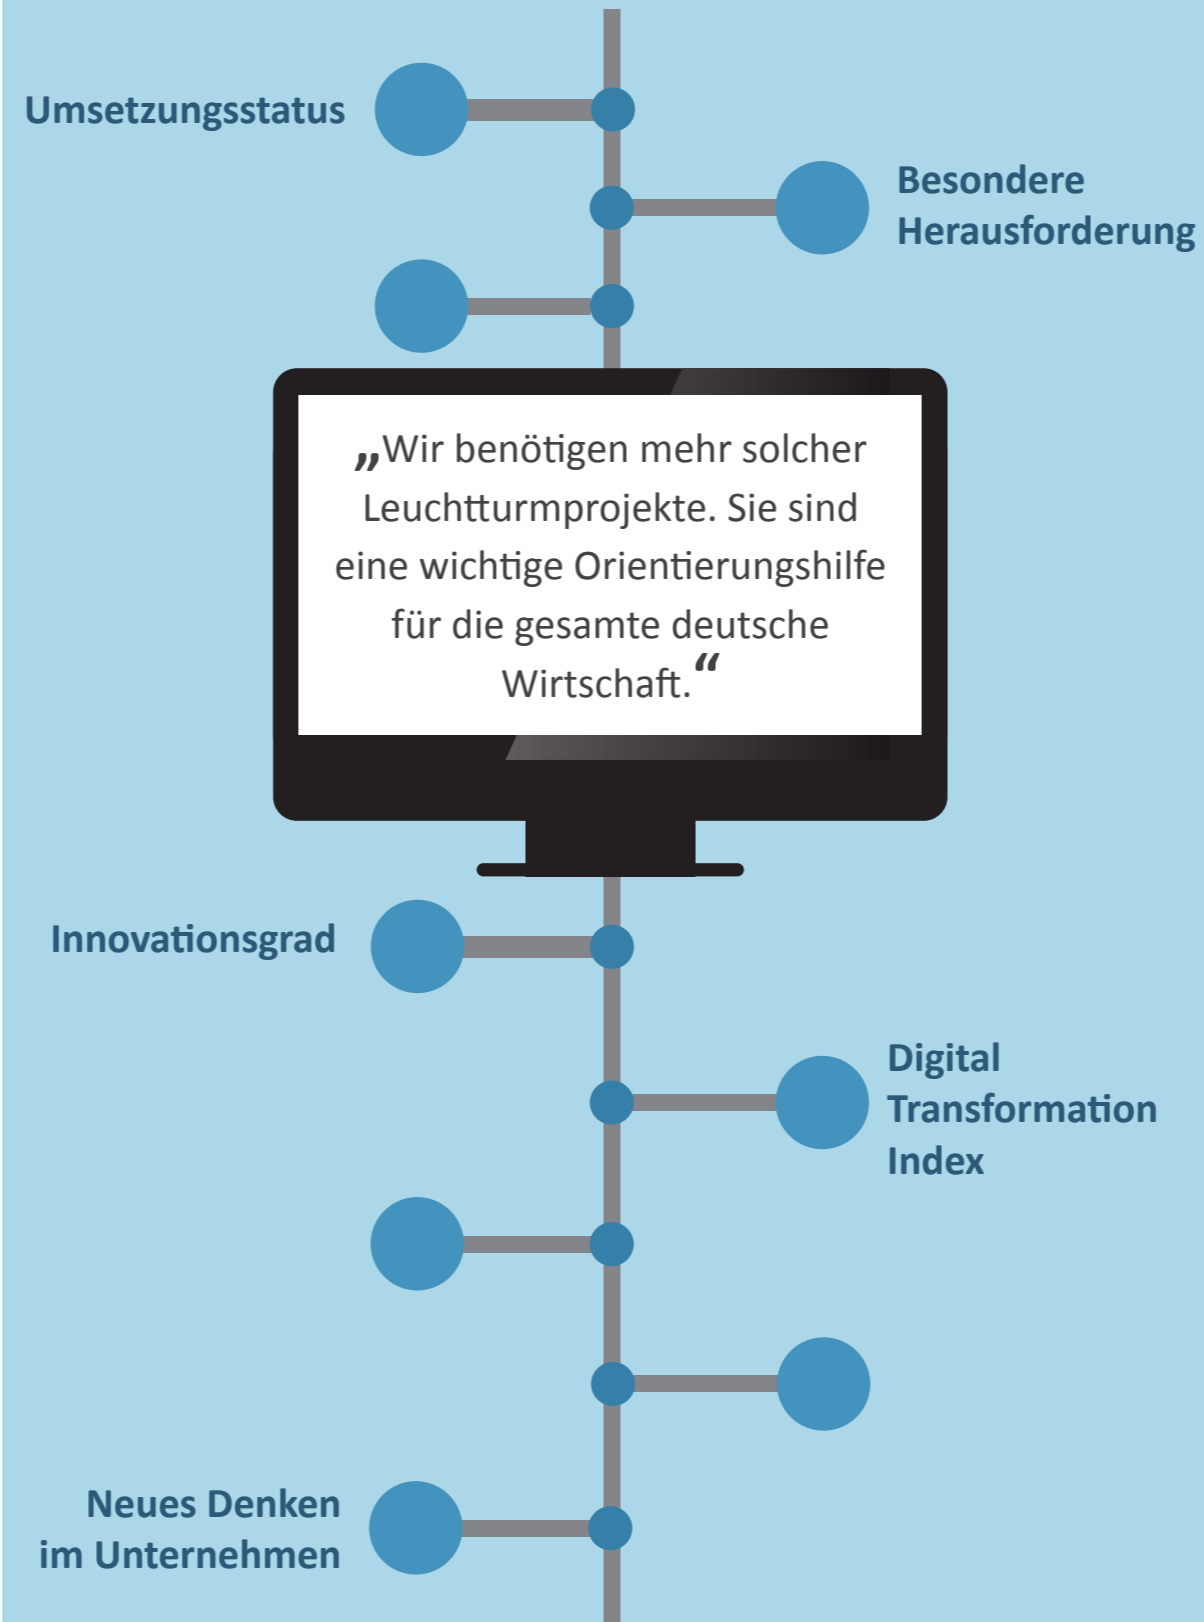 Umsetzungsstatus
Besondere
Herausforderung
„Wir benötigen mehr solcher
Leuchtturmprojekte. Sie sind
eine wichtige Orientierungshilfe
für die gesamte deutsche
Wirtschaft.“
Innovationsgrad
Digital
Transformation
Index
Neues Denken
im Unternehmen